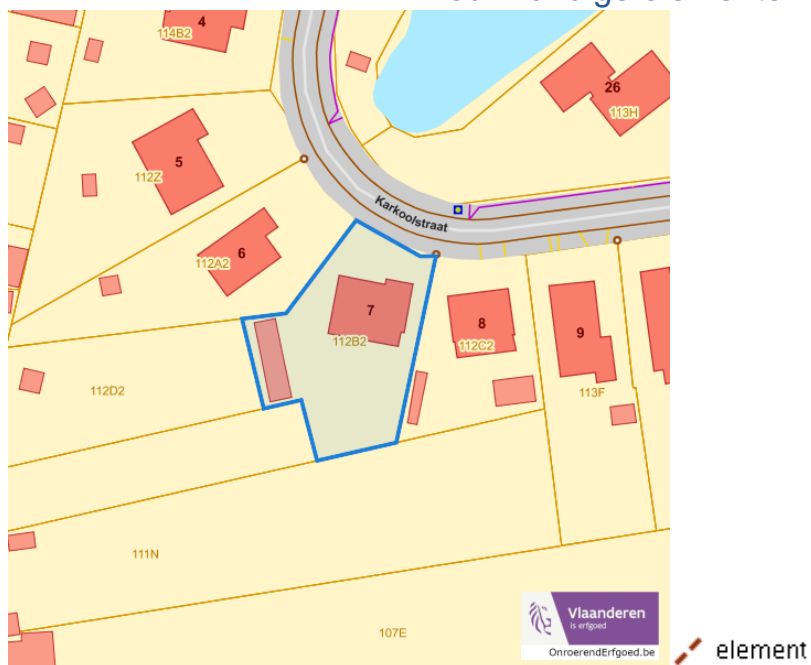 4
114B2
26
113H
5
112Z
Karkoolstraat
6
112A2
7
112B2
8
112C2
9
113F
112D2
111N
107E
Vlaanderen
is erfgoed
OnroerendErfgoed.be
element